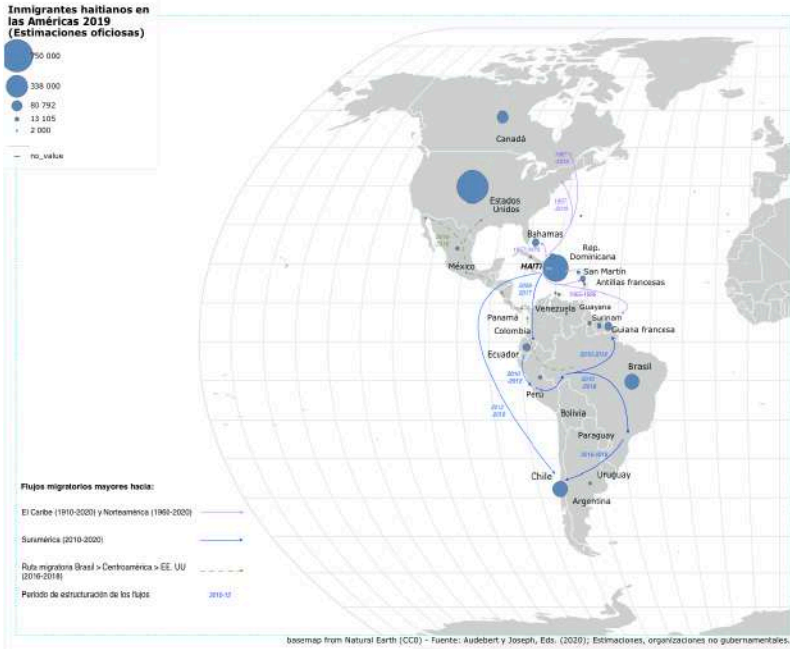 Inmigrantes haitianos en
las Américas 2019
(Estimaciones oficiosas)
750 000
338 000
80 792
13 105
2 000
no_value
Canadá
Estados
Unidos
Bahamas
Rep.
Dominicana
HAITI
México
San Martín
Antillas francesas
Panamá
Venezuela
Guayana
Surinam
Colombia
Guiana francesa
Ecuador
Brasil
Perú
Bolivia
Paraguay
Chile
Uruguay
Argentina
Flujos migratorios mayores hacia:
El Caribe (1910-2020) y Norteamérica (1960-2020)
Suramérica (2010-2020)
Ruta migratoria Brasil > Centroamérica > EE. UU
(2016-2018)
Período de estructuración de los flujos
2010-12
basemap from Natural Earth (CC0) - Fuente: Audebert y Joseph, Eds. (2020); Estimaciones, organizaciones no gubernamentales.